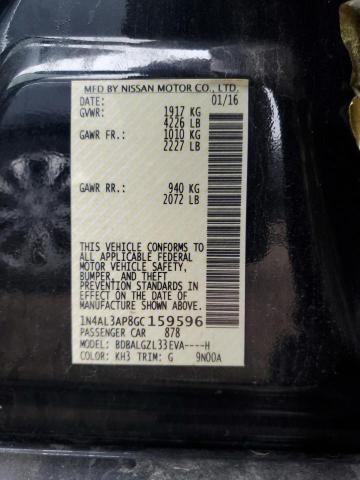 MFD BY NISSAN MOTOR CO., LTD.
DATE: 01/16
GVWR: 1917 KG
4226 LB
GAWR FR: 1010 KG
2227 LB
GAWR RR: 940 KG
2072 LB
THIS VEHICLE CONFORMS TO
ALL APPLICABLE FEDERAL
MOTOR VEHICLE SAFETY,
BUMPER, AND THEFT
PREVENTION STANDARDS IN
EFFECT ON THE DATE OF
MANUFACTURE SHOWN ABOVE.
1N4AL3AP8GC159596
PASSENGER CAR 878
MODEL: BDBALGZL33EVA----H
COLOR: KH3 TRIM: G 9N00A